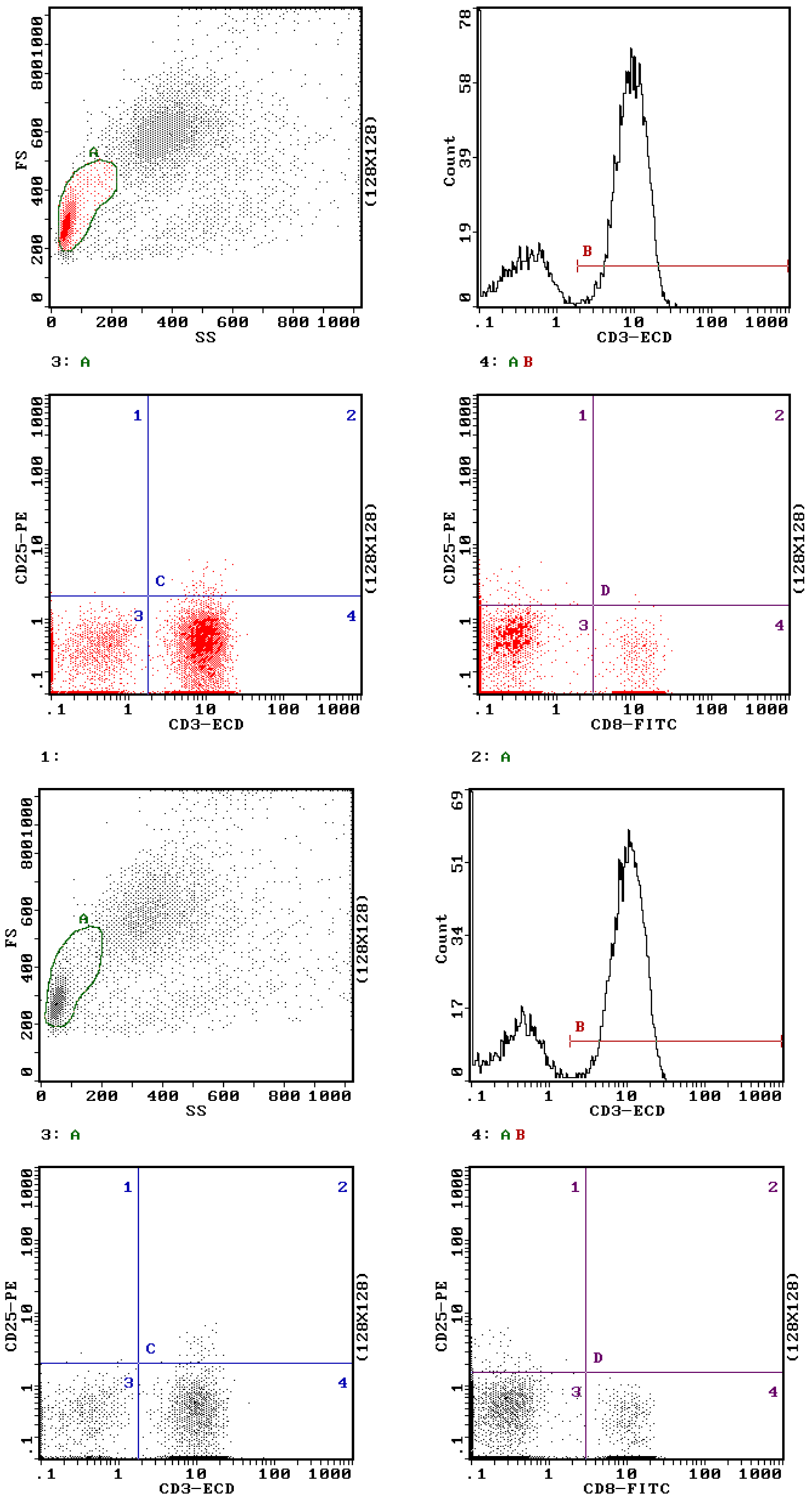 78
58
39
19
0
Count
B
.1 1 10 100 1000
CD3-ECD
FS
0 200 400 600 8001000
A
(128X128)
0 200 400 600 800 1000
SS
3: A
4: A B
CD25-PE
.1 1 10 100 1000
1 2
C
3 4
(128X128)
.1 1 10 100 1000
CD3-ECD
CD25-PE
.1 1 10 100 1000
1 2
D
3 4
(128X128)
.1 1 10 100 1000
CD8-FITC
1:
2: A
FS
0 200 400 600 8001000
A
(128X128)
0 200 400 600 800 1000
SS
69
51
34
17
0
Count
B
.1 1 10 100 1000
CD3-ECD
3: A
4: A B
CD25-PE
.1 1 10 100 1000
1 2
C
3 4
(128X128)
.1 1 10 100 1000
CD3-ECD
CD25-PE
.1 1 10 100 1000
1 2
D
3 4
(128X128)
.1 1 10 100 1000
CD8-FITC